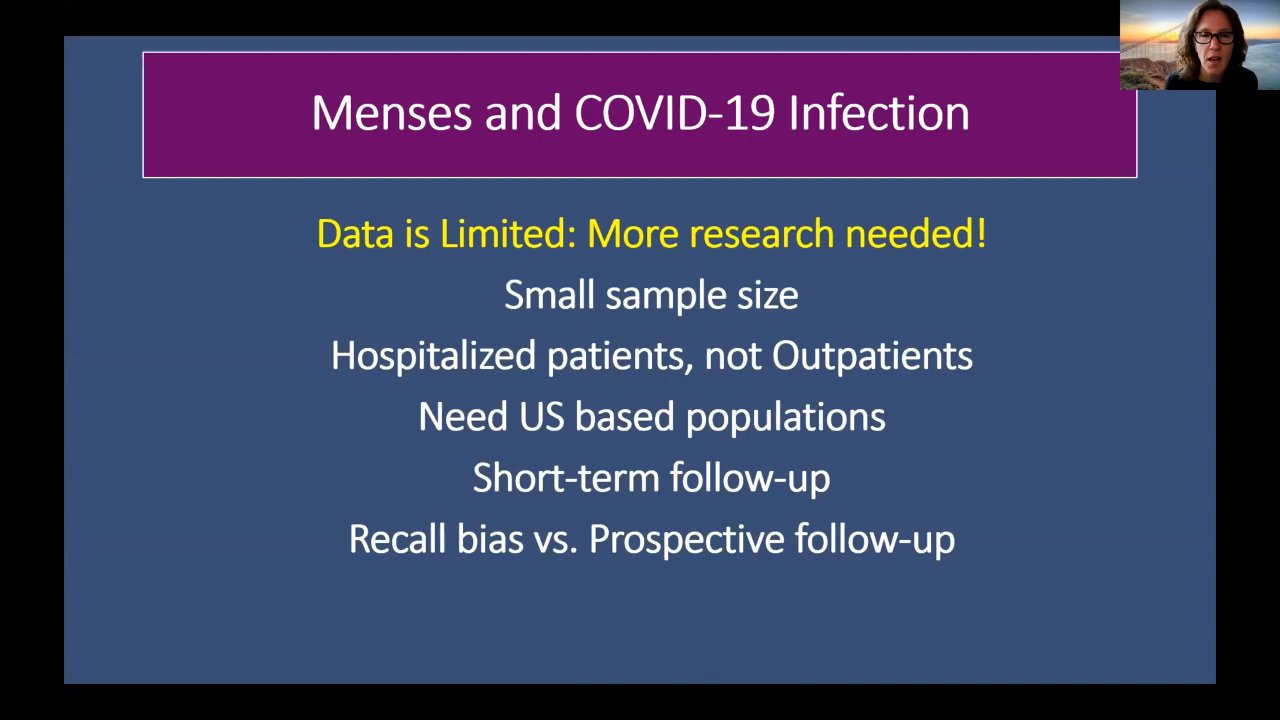 Menses and COVID-19 Infection
Data is Limited: More research needed!
Small sample size
Hospitalized patients, not Outpatients
Need US based populations
Short-term follow-up
Recall bias vs. Prospective follow-up